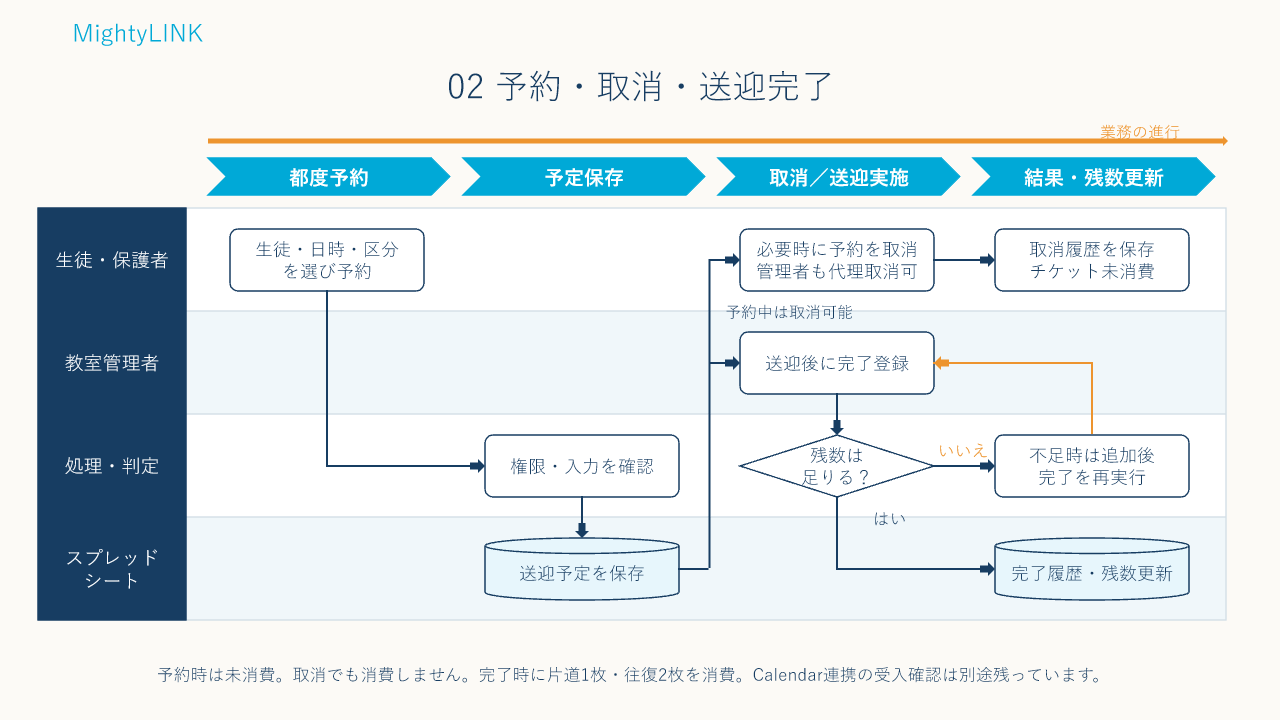 MightyLINK
02 予約・取消・送迎完了
業務の進行
都度予約
予定保存
取消／送迎実施
結果・残数更新
生徒・保護者
生徒・日時・区分
を選び予約
必要時に予約を取消
管理者も代理取消可
取消履歴を保存
チケット未消費
予約中は取消可能
教室管理者
送迎後に完了登録
処理・判定
権限・入力を確認
残数は
足りる？
いいえ
不足時は追加後
完了を再実行
はい
スプレッド
シート
送迎予定を保存
完了履歴・残数更新
予約時は未消費。取消でも消費しません。完了時に片道1枚・往復2枚を消費。Calendar連携の受入確認は別途残っています。